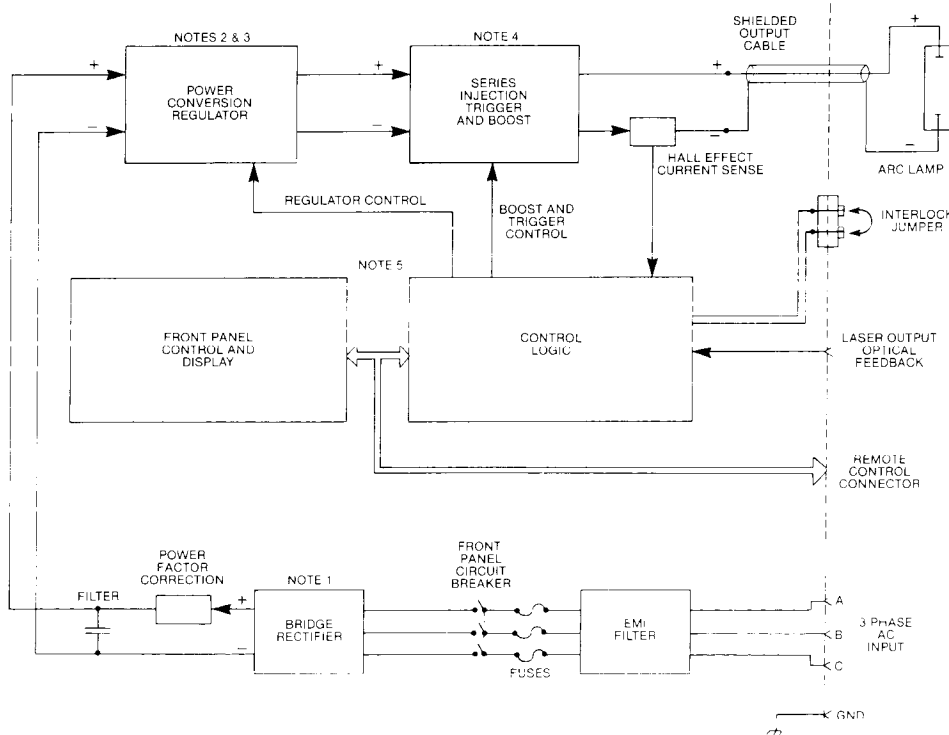 NOTES 2 & 3
NOTE 4
SHIELDED
OUTPUT
CABLE
+
+
+
+
POWER
CONVERSION
REGULATOR
SERIES
INJECTION
TRIGGER
AND BOOST
−
−
−
−
HALL EFFECT
CURRENT SENSE
ARC LAMP
REGULATOR CONTROL
BOOST AND
TRIGGER
CONTROL
INTERLOCK
JUMPER
NOTE 5
FRONT PANEL
CONTROL AND
DISPLAY
CONTROL
LOGIC
LASER OUTPUT
OPTICAL
FEEDBACK
REMOTE
CONTROL
CONNECTOR
POWER
FACTOR
CORRECTION
FRONT
PANEL
CIRCUIT
BREAKER
FILTER
NOTE 1
+
−
BRIDGE
RECTIFIER
FUSES
EMI
FILTER
A
B
C
3 PHASE
AC
INPUT
GND